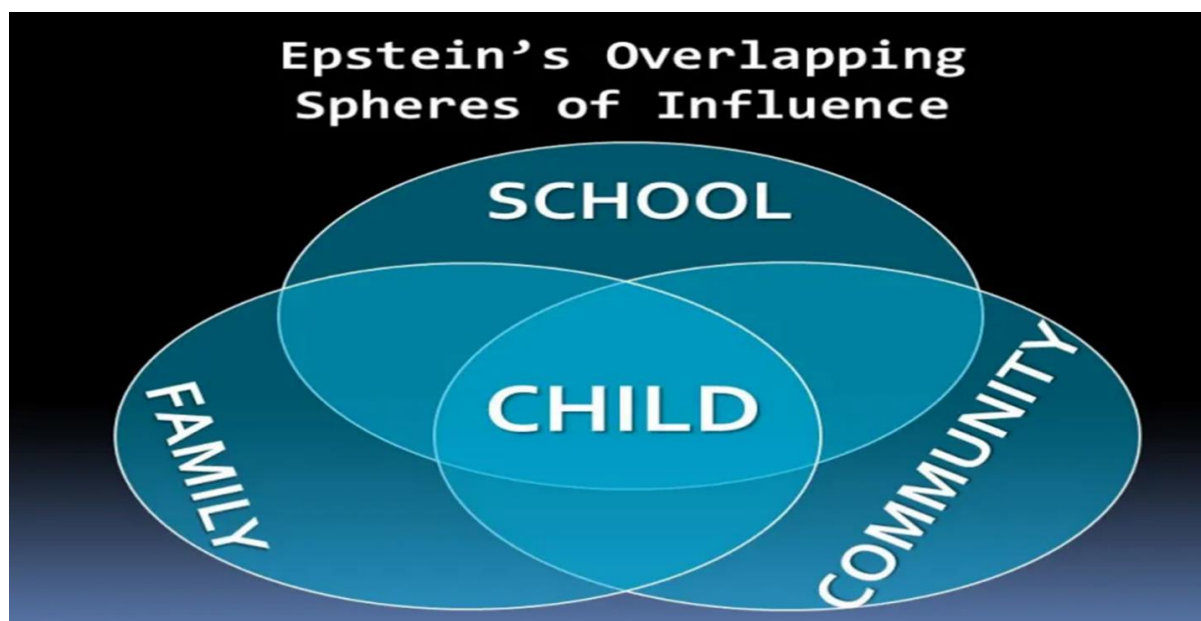 Epstein’s Overlapping
Spheres of Influence
SCHOOL
FAMILY
CHILD
COMMUNITY